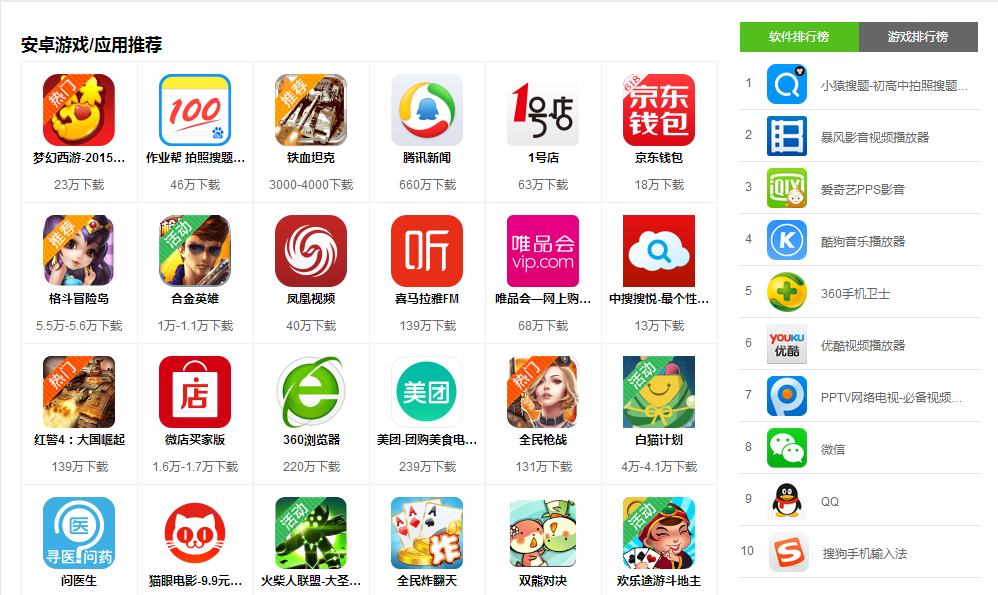 安卓游戏/应用推荐
软件排行榜
游戏排行榜
热门
100
推荐
1号店
618
京东
钱包
梦幻西游-2015...
作业帮 拍照搜题...
铁血坦克
腾讯新闻
1号店
京东钱包
23万下载
46万下载
3000-4000下载
660万下载
63万下载
18万下载
推荐
活动
听
唯品会
vip.com
格斗冒险岛
合金英雄
凤凰视频
喜马拉雅FM
唯品会—网上购...
中搜搜悦-最个性...
5.5万-5.6万下载
1万-1.1万下载
40万下载
139万下载
68万下载
13万下载
热门
店
美团
热门
活动
红警4：大国崛起
微店买家版
360浏览器
美团-团购美食电...
全民枪战
白猫计划
139万下载
1.6万-1.7万下载
220万下载
239万下载
131万下载
4万-4.1万下载
医
寻医问药
活动
A
A
A
炸
活动
问医生
猫眼电影-9.9元...
火柴人联盟-大圣...
全民炸翻天
双熊对决
欢乐途游斗地主
1
小猿搜题-初高中拍照搜题...
2
暴风影音视频播放器
3
iQIYI
爱奇艺PPS影音
4
K
酷狗音乐播放器
5
360手机卫士
6
YOUKU
优酷
优酷视频播放器
7
PPTV网络电视-必备视频...
8
微信
9
QQ
10
S
搜狗手机输入法